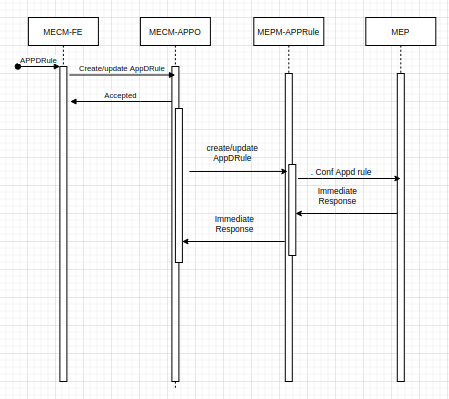 MECM-FE
MECM-APPO
MEPM-APPRule
MEP
APPDRule
Create/update AppDRule
Accepted
create/update
AppDRule
. Conf Appd rule
Immediate
Response
Immediate
Response